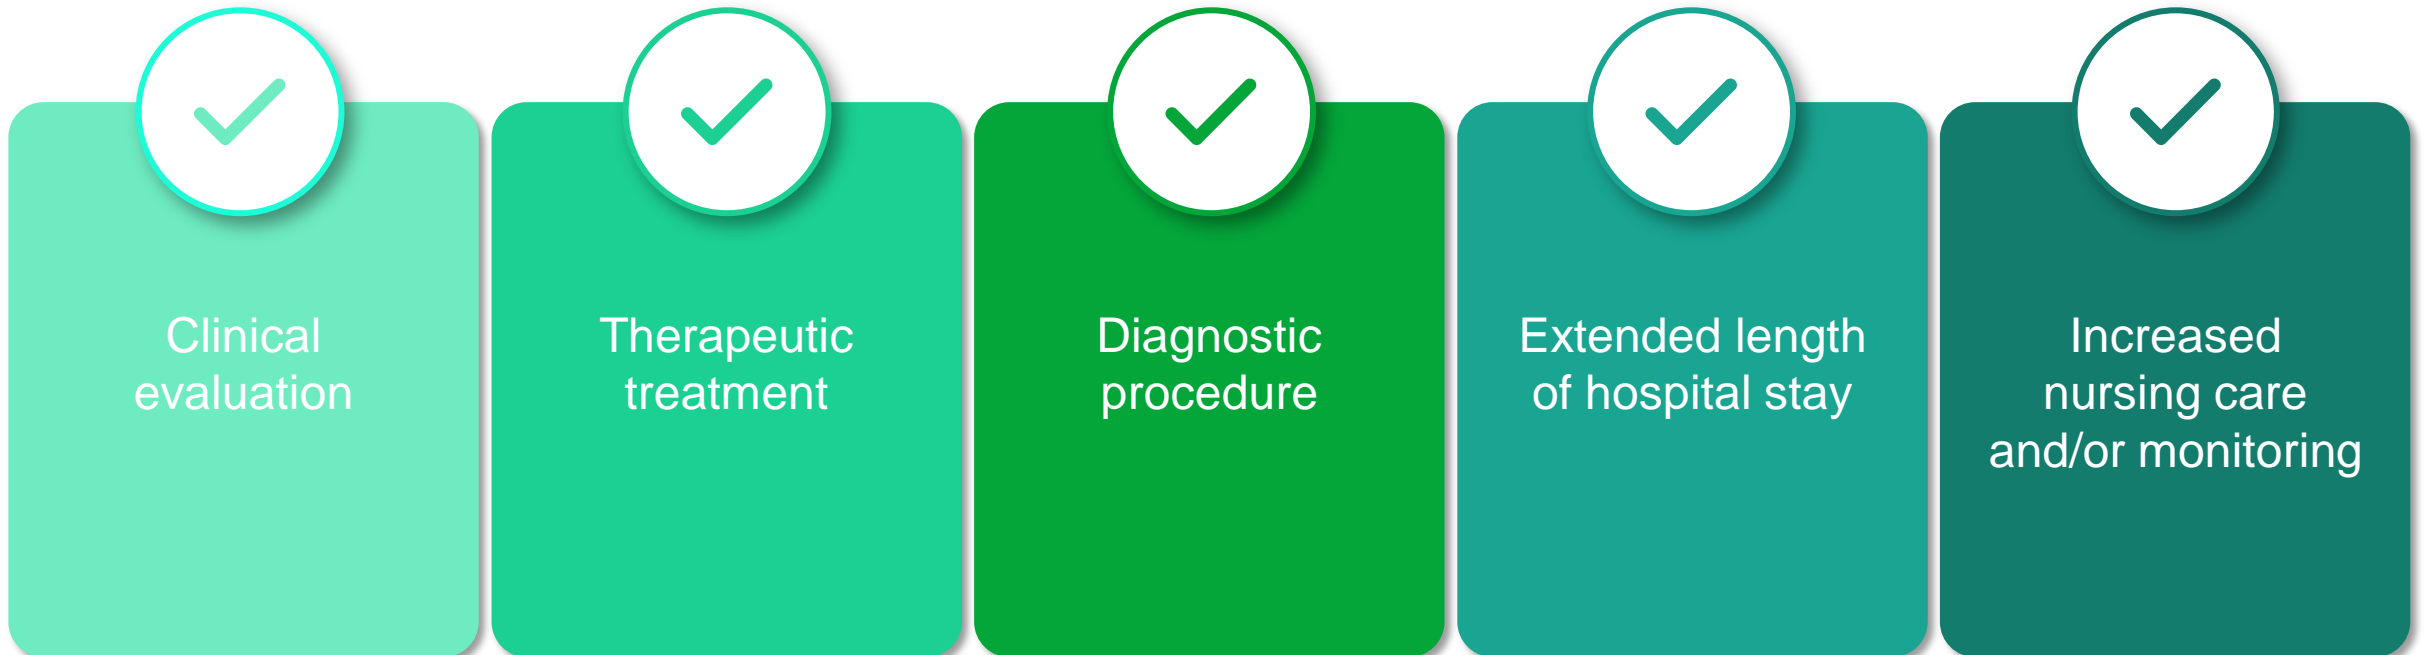 Clinical
evaluation
Therapeutic
treatment
Diagnostic
procedure
Extended length
of hospital stay
Increased
nursing care
and/or monitoring